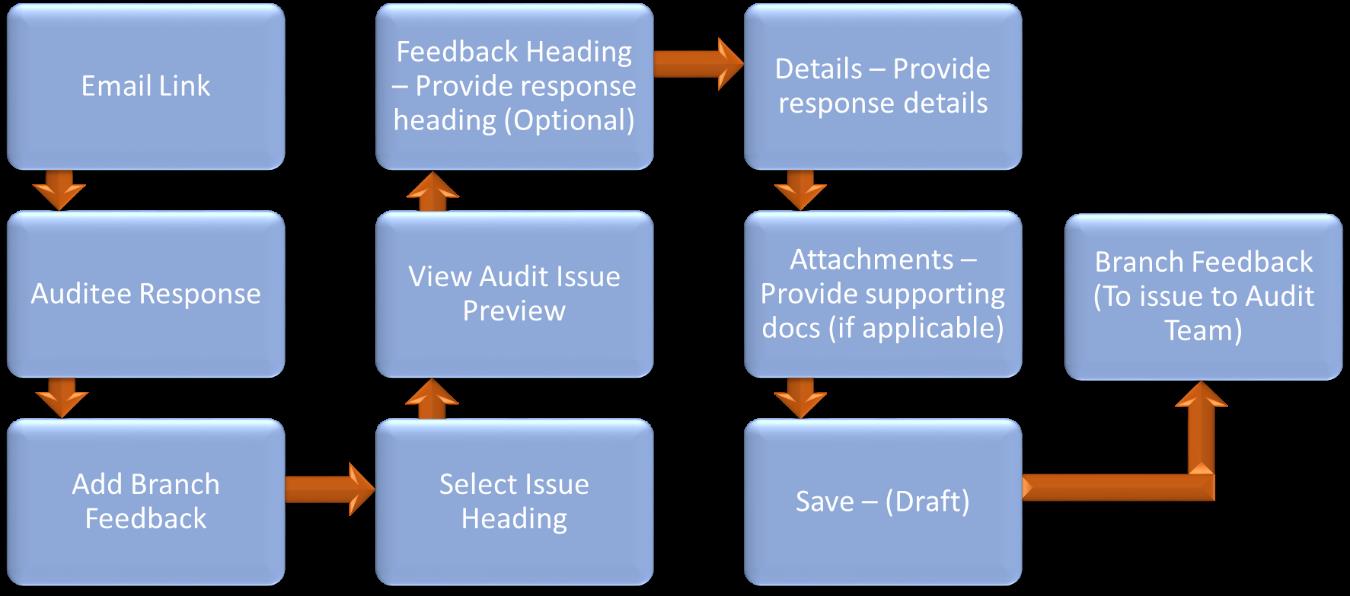 Email Link
Auditee Response
Add Branch
Feedback
Select Issue
Heading
View Audit Issue
Preview
Feedback Heading
– Provide response
heading (Optional)
Details – Provide
response details
Attachments –
Provide supporting
docs (if applicable)
Save – (Draft)
Branch Feedback
(To issue to Audit
Team)